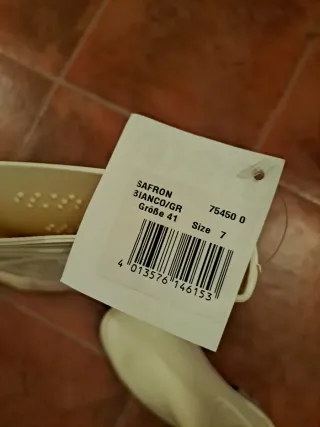 SAFRON 75450 0
BIANCO/GR
Größe 41 Size 7
4 013576 146153